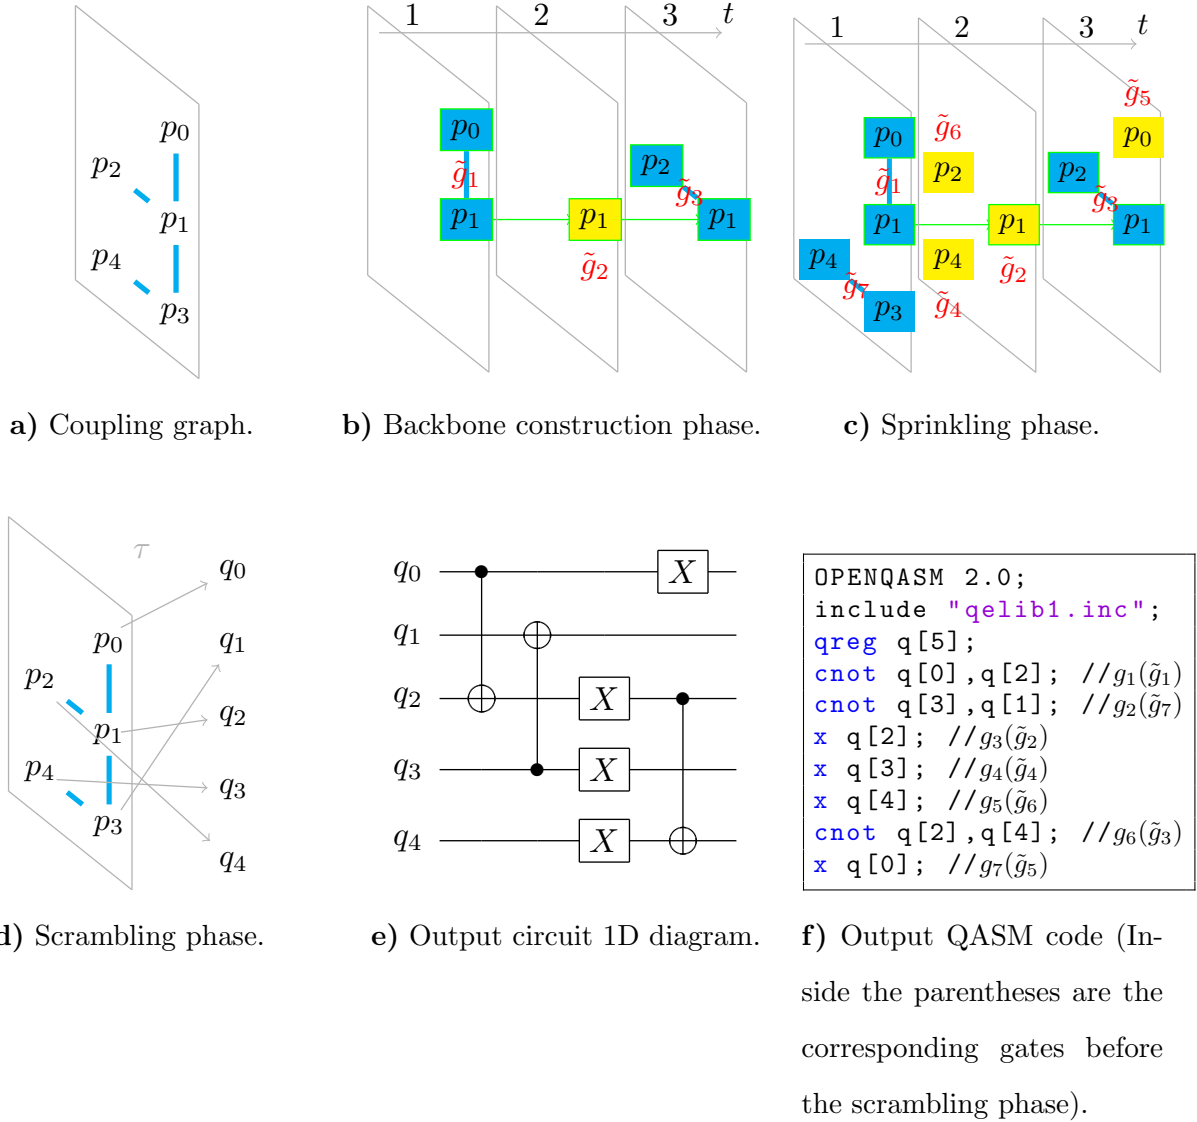 p₀
p₂
p₁
p₄
p₃
a) Coupling graph.
1 2 3 t
p₀
p₂
g̃₁ g̃₃
p₁ p₁ p₁
g̃₂
b) Backbone construction phase.
1 2 3 t
g̃₅
p₀ g̃₆ p₀
p₂ p₂
g̃₁ g̃₃
p₁ p₁ p₁
p₄ p₄ g̃₂
g̃₇
p₃ g̃₄
c) Sprinkling phase.
τ
q₀
p₀ q₁
p₂
p₁ q₂
p₄ q₃
p₃
q₄
d) Scrambling phase.
q₀ X
q₁
q₂ X
q₃ X
q₄ X
e) Output circuit 1D diagram.
OPENQASM 2.0;
include "qelib1.inc";
qreg q[5];
cnot q[0],q[2]; //g₁(g̃₁)
cnot q[3],q[1]; //g₂(g̃₇)
x q[2]; //g₃(g̃₂)
x q[3]; //g₄(g̃₄)
x q[4]; //g₅(g̃₆)
cnot q[2],q[4]; //g₆(g̃₃)
x q[0]; //g₇(g̃₅)
f) Output QASM code (In-
side the parentheses are the
corresponding gates before
the scrambling phase).